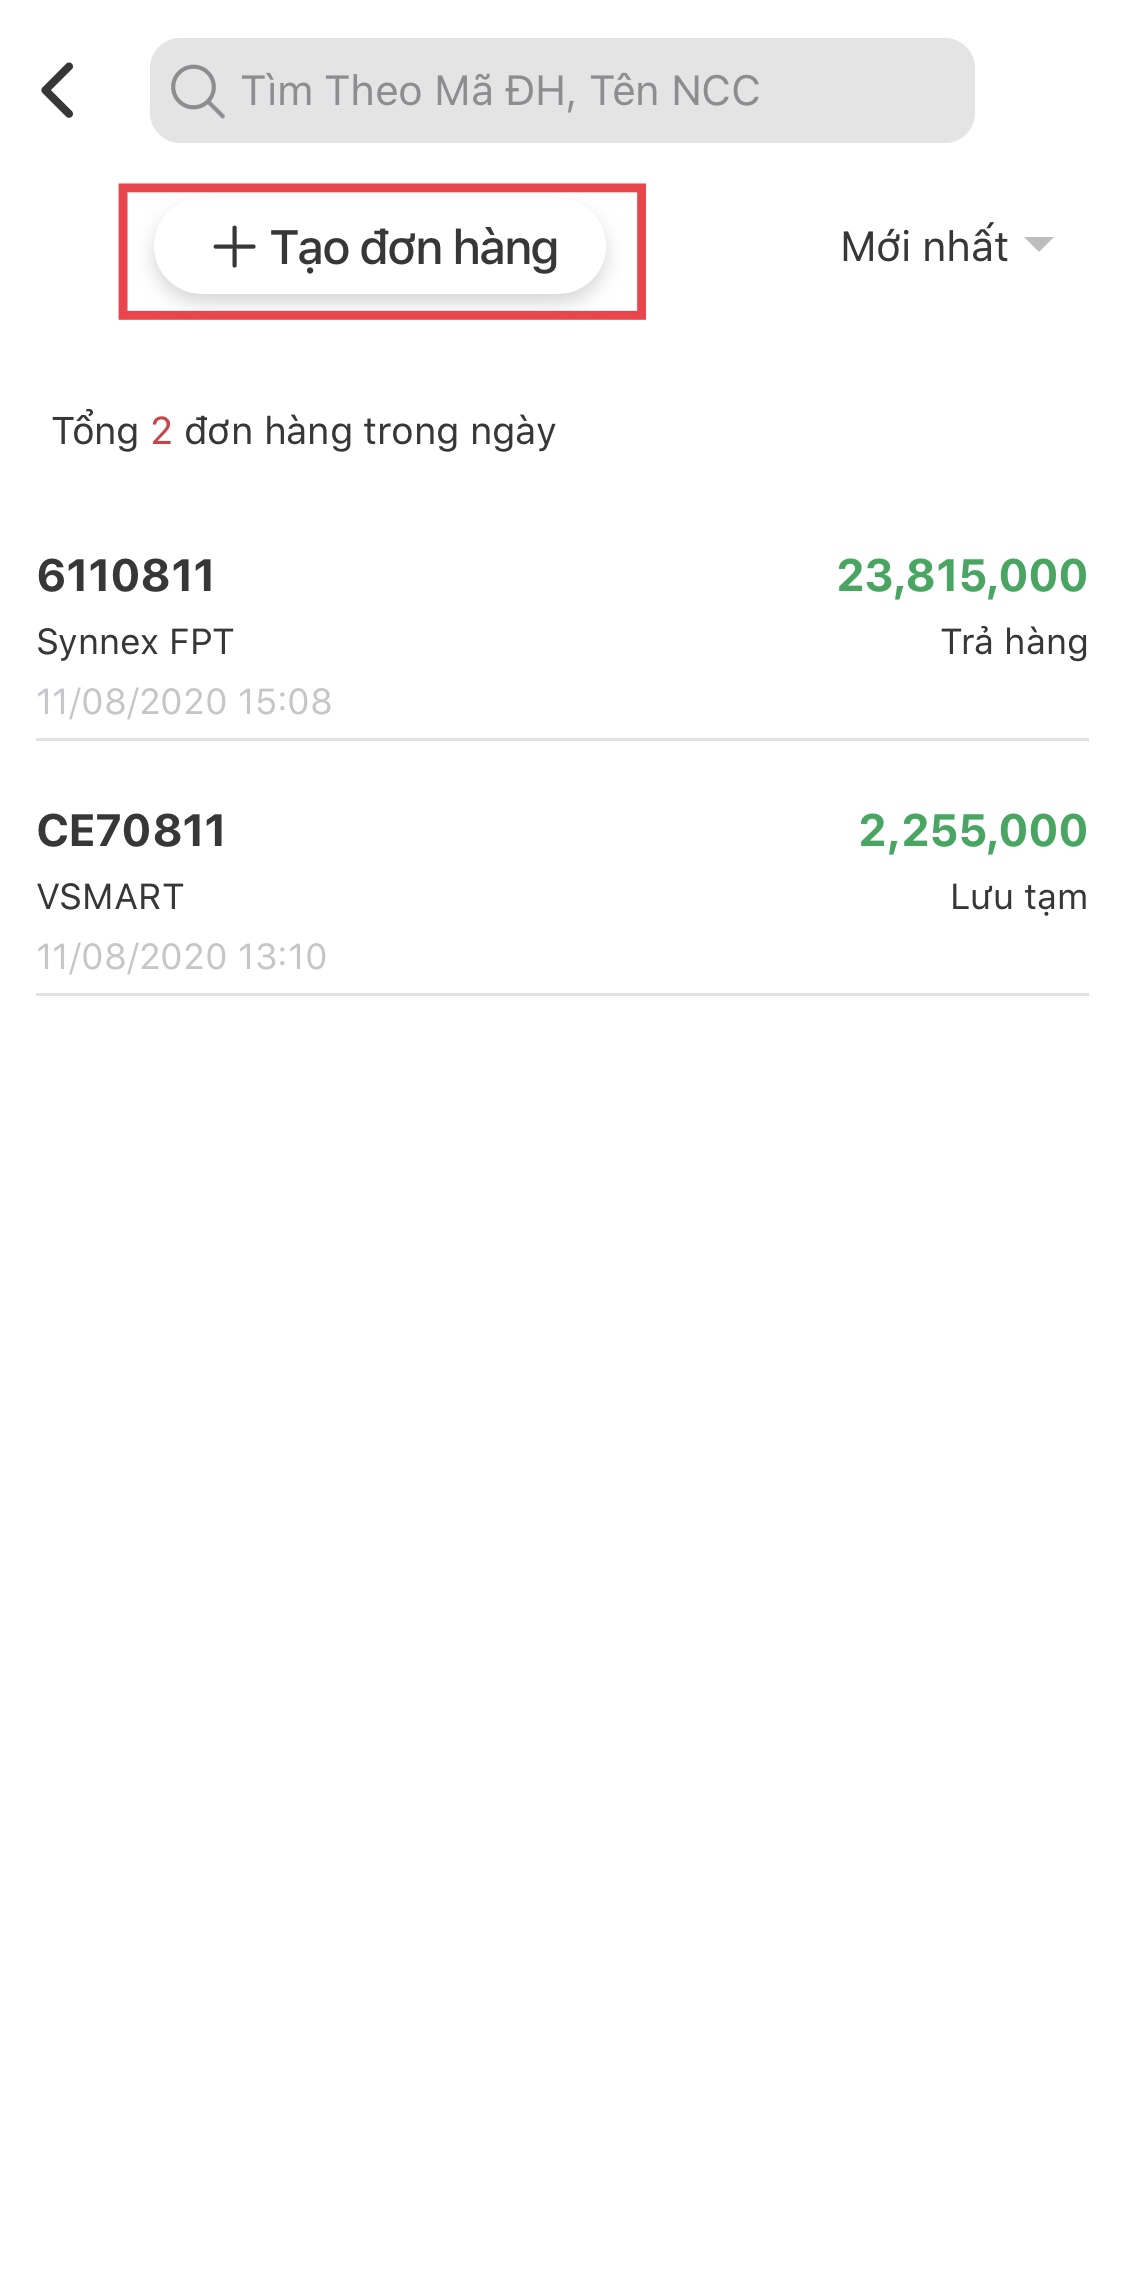 Tìm Theo Mã ĐH, Tên NCC
+ Tạo đơn hàng
Mới nhất
Tổng 2 đơn hàng trong ngày
6110811
23,815,000
Synnex FPT
Trả hàng
11/08/2020 15:08
CE70811
2,255,000
VSMART
Lưu tạm
11/08/2020 13:10